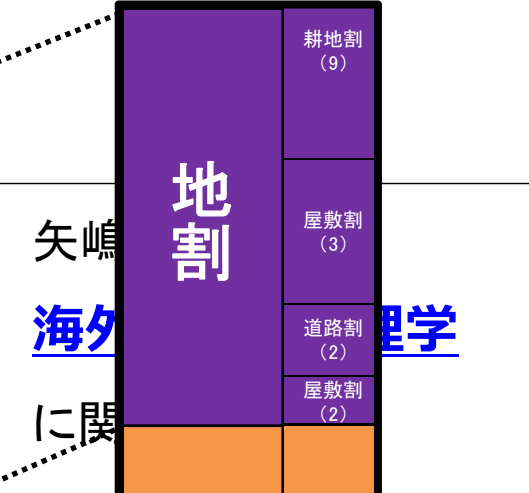 地割
耕地割
(9)
屋敷割
(3)
道路割
(2)
屋敷割
(2)
矢嶋
海外
理学
に関